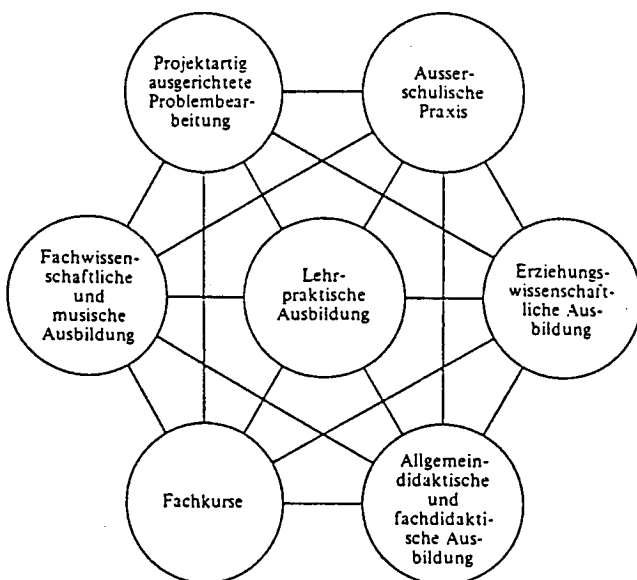 Projektartig
ausgerichtete
Problembear-
beitung
Ausser-
schulische
Praxis
Fachwissen-
schaftliche
und
musische
Ausbildung
Lehr-
praktische
Ausbildung
Erziehungs-
wissenschaft-
liche Aus-
bildung
Fachkurse
Allgemein-
didaktische
und
fachdidakti-
sche Aus-
bildung